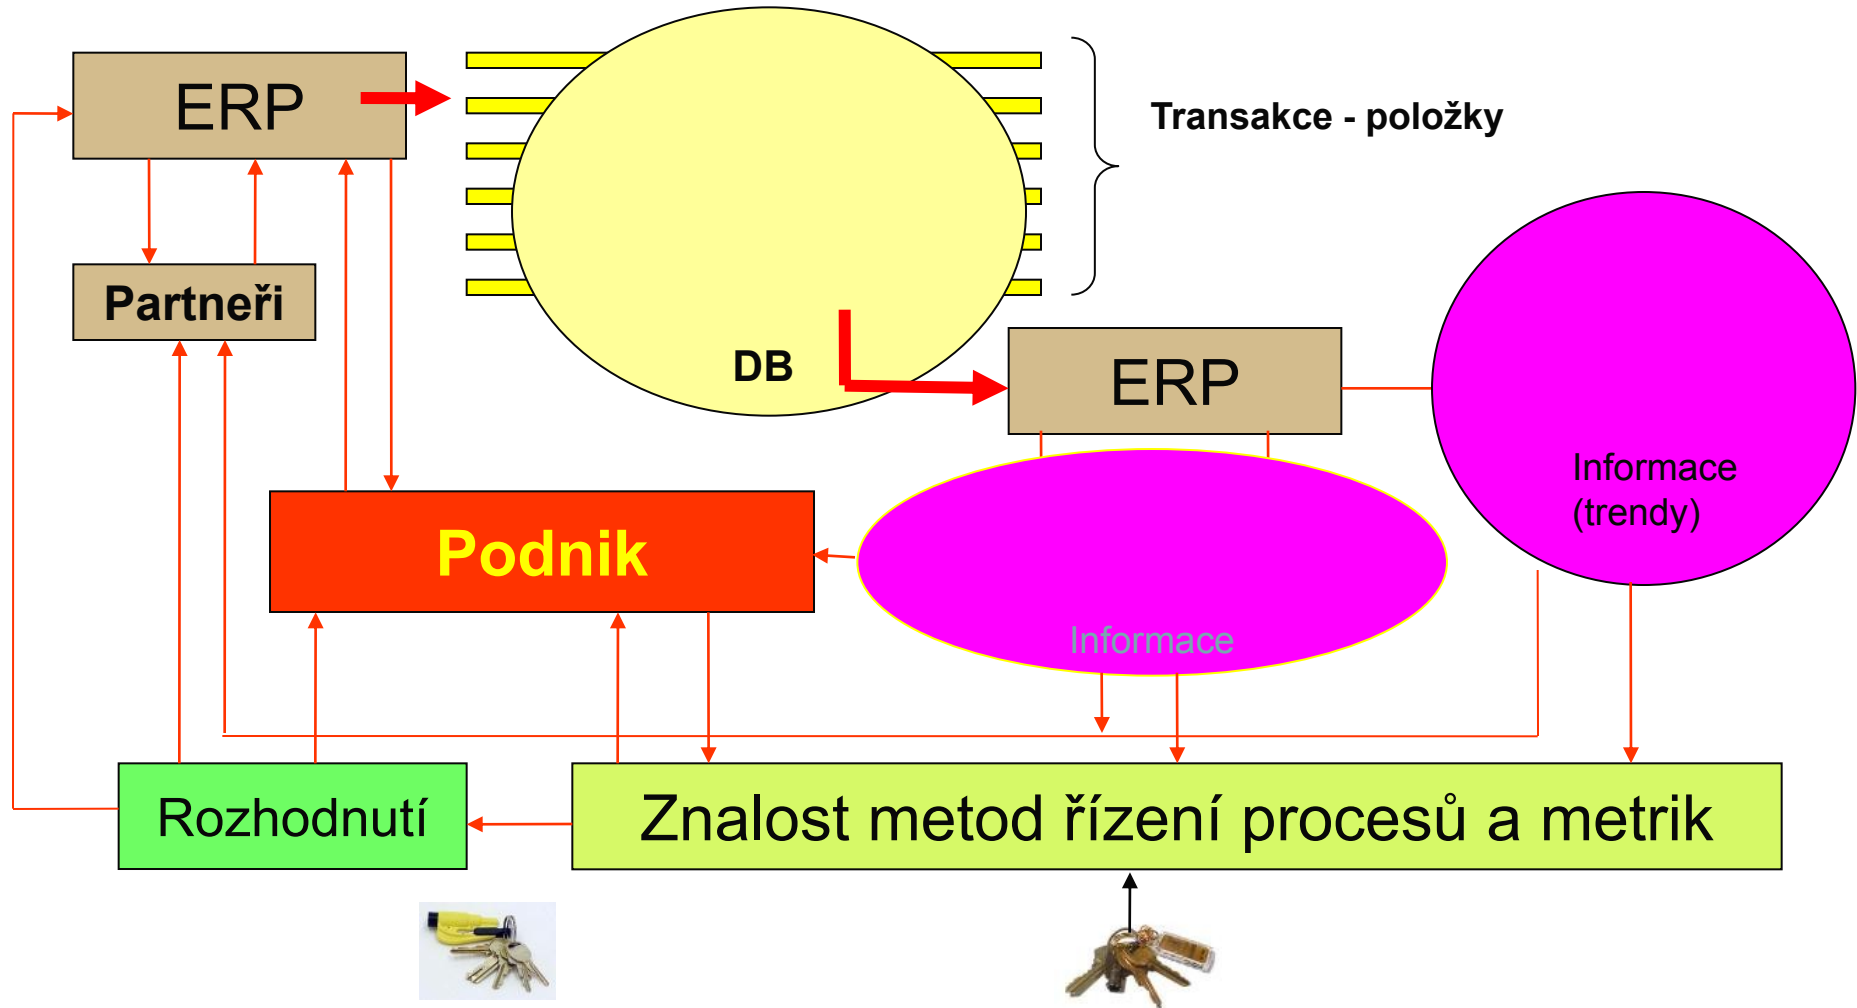 ERP
Transakce - položky
Partneři
DB
ERP
Informace
(trendy)
Podnik
Informace
Rozhodnutí
Znalost metod řízení procesů a metrik